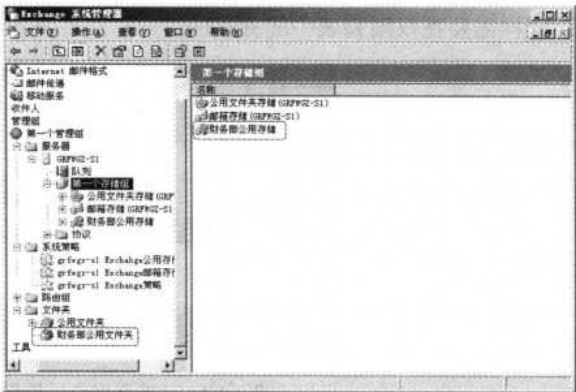 Exchange 系统管理器
文件(F) 操作(A) 查看(V) 窗口(W) 帮助(H)
Internet 邮件格式
邮件传递
移动服务
收件人
管理组
第一个管理组
服务器
GRFWGZ-S1
队列
第一个存储组
公用文件夹存储 (GRF
邮箱存储 (GRFWGZ-S1
财务部公用存储
协议
系统策略
Exchange公用存
Exchange邮箱存
Exchange策略
路由组
文件夹
公用文件夹
财务部公用文件夹
工具
第一个存储组
名称
公用文件夹存储 (GRFWGZ-S1)
邮箱存储 (GRFWGZ-S1)
财务部公用存储